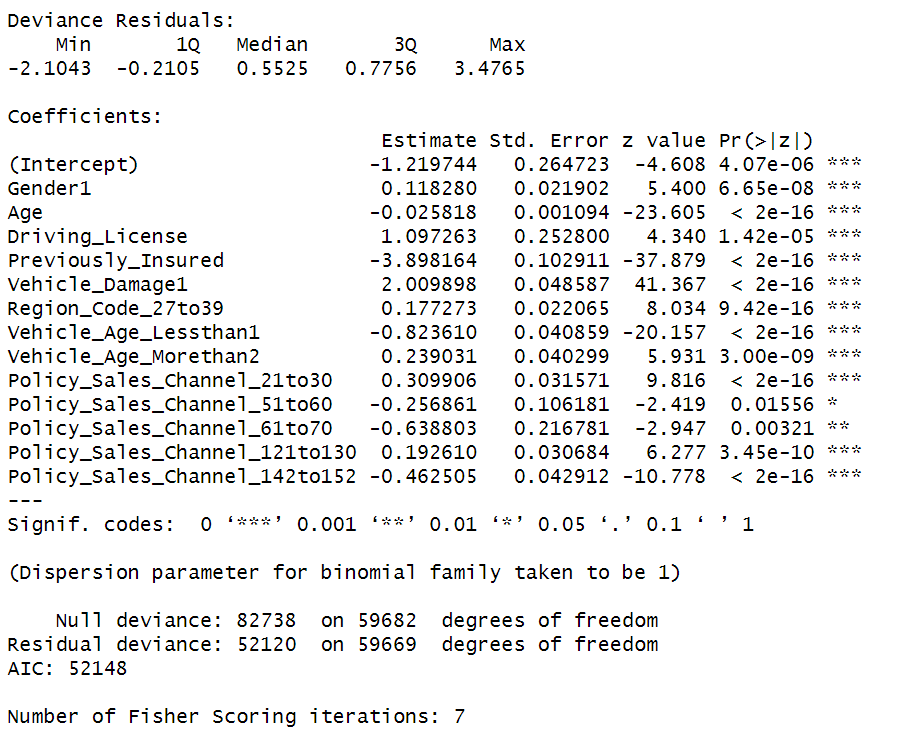 Deviance Residuals:
    Min       1Q   Median       3Q      Max
-2.1043  -0.2105   0.5525   0.7756   3.4765

Coefficients:
                               Estimate Std. Error z value Pr(>|z|)
(Intercept)                   -1.219744   0.264723  -4.608 4.07e-06 ***
Gender1                        0.118280   0.021902   5.400 6.65e-08 ***
Age                           -0.025818   0.001094 -23.605  < 2e-16 ***
Driving_License                1.097263   0.252800   4.340 1.42e-05 ***
Previously_Insured            -3.898164   0.102911 -37.879  < 2e-16 ***
Vehicle_Damage1                2.009898   0.048587  41.367  < 2e-16 ***
Region_Code_27to39             0.177273   0.022065   8.034 9.42e-16 ***
Vehicle_Age_Lessthan1         -0.823610   0.040859 -20.157  < 2e-16 ***
Vehicle_Age_Morethan2          0.239031   0.040299   5.931 3.00e-09 ***
Policy_Sales_Channel_21to30    0.309906   0.031571   9.816  < 2e-16 ***
Policy_Sales_Channel_51to60   -0.256861   0.106181  -2.419  0.01556 *
Policy_Sales_Channel_61to70   -0.638803   0.216781  -2.947  0.00321 **
Policy_Sales_Channel_121to130  0.192610   0.030684   6.277 3.45e-10 ***
Policy_Sales_Channel_142to152 -0.462505   0.042912 -10.778  < 2e-16 ***
---
Signif. codes:  0 ‘***’ 0.001 ‘**’ 0.01 ‘*’ 0.05 ‘.’ 0.1 ‘ ’ 1

(Dispersion parameter for binomial family taken to be 1)

    Null deviance: 82738  on 59682  degrees of freedom
Residual deviance: 52120  on 59669  degrees of freedom
AIC: 52148

Number of Fisher Scoring iterations: 7